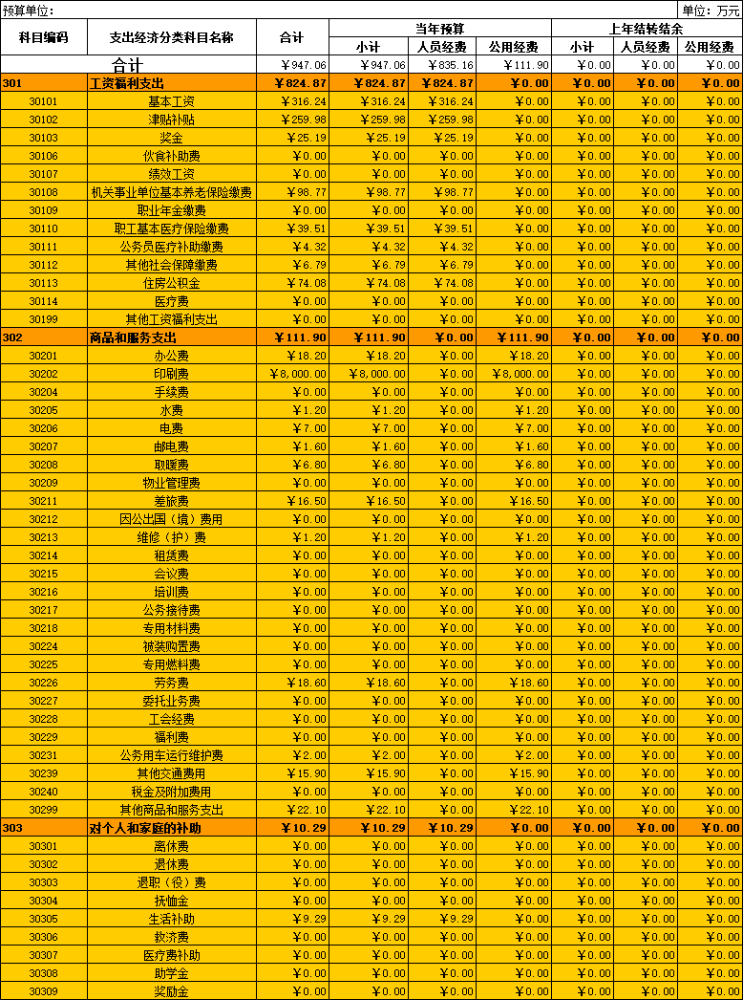 预算单位: 单位: 万元
科目编码 支出经济分类科目名称 合计 当年预算 上年结转结余
小计 人员经费 公用经费 小计 人员经费 公用经费
合计 ￥947.06 ￥947.06 ￥835.16 ￥111.90 ￥0.00 ￥0.00 ￥0.00
301 工资福利支出 ￥824.87 ￥824.87 ￥824.87 ￥0.00 ￥0.00 ￥0.00 ￥0.00
30101 基本工资 ￥316.24 ￥316.24 ￥316.24 ￥0.00 ￥0.00 ￥0.00 ￥0.00
30102 津贴补贴 ￥259.98 ￥259.98 ￥259.98 ￥0.00 ￥0.00 ￥0.00 ￥0.00
30103 奖金 ￥25.19 ￥25.19 ￥25.19 ￥0.00 ￥0.00 ￥0.00 ￥0.00
30106 伙食补助费 ￥0.00 ￥0.00 ￥0.00 ￥0.00 ￥0.00 ￥0.00 ￥0.00
30107 绩效工资 ￥0.00 ￥0.00 ￥0.00 ￥0.00 ￥0.00 ￥0.00 ￥0.00
30108 机关事业单位基本养老保险缴费 ￥98.77 ￥98.77 ￥98.77 ￥0.00 ￥0.00 ￥0.00 ￥0.00
30109 职业年金缴费 ￥0.00 ￥0.00 ￥0.00 ￥0.00 ￥0.00 ￥0.00 ￥0.00
30110 职工基本医疗保险缴费 ￥39.51 ￥39.51 ￥39.51 ￥0.00 ￥0.00 ￥0.00 ￥0.00
30111 公务员医疗补助缴费 ￥4.32 ￥4.32 ￥4.32 ￥0.00 ￥0.00 ￥0.00 ￥0.00
30112 其他社会保障缴费 ￥6.79 ￥6.79 ￥6.79 ￥0.00 ￥0.00 ￥0.00 ￥0.00
30113 住房公积金 ￥74.08 ￥74.08 ￥74.08 ￥0.00 ￥0.00 ￥0.00 ￥0.00
30114 医疗费 ￥0.00 ￥0.00 ￥0.00 ￥0.00 ￥0.00 ￥0.00 ￥0.00
30199 其他工资福利支出 ￥0.00 ￥0.00 ￥0.00 ￥0.00 ￥0.00 ￥0.00 ￥0.00
302 商品和服务支出 ￥111.90 ￥111.90 ￥0.00 ￥111.90 ￥0.00 ￥0.00 ￥0.00
30201 办公费 ￥18.20 ￥18.20 ￥0.00 ￥18.20 ￥0.00 ￥0.00 ￥0.00
30202 印刷费 ￥8,000.00 ￥8,000.00 ￥0.00 ￥8,000.00 ￥0.00 ￥0.00 ￥0.00
30204 手续费 ￥0.00 ￥0.00 ￥0.00 ￥0.00 ￥0.00 ￥0.00 ￥0.00
30205 水费 ￥1.20 ￥1.20 ￥0.00 ￥1.20 ￥0.00 ￥0.00 ￥0.00
30206 电费 ￥7.00 ￥7.00 ￥0.00 ￥7.00 ￥0.00 ￥0.00 ￥0.00
30207 邮电费 ￥1.60 ￥1.60 ￥0.00 ￥1.60 ￥0.00 ￥0.00 ￥0.00
30208 取暖费 ￥6.80 ￥6.80 ￥0.00 ￥6.80 ￥0.00 ￥0.00 ￥0.00
30209 物业管理费 ￥0.00 ￥0.00 ￥0.00 ￥0.00 ￥0.00 ￥0.00 ￥0.00
30211 差旅费 ￥16.50 ￥16.50 ￥0.00 ￥16.50 ￥0.00 ￥0.00 ￥0.00
30212 因公出国（境）费用 ￥0.00 ￥0.00 ￥0.00 ￥0.00 ￥0.00 ￥0.00 ￥0.00
30213 维修（护）费 ￥1.20 ￥1.20 ￥0.00 ￥1.20 ￥0.00 ￥0.00 ￥0.00
30214 租赁费 ￥0.00 ￥0.00 ￥0.00 ￥0.00 ￥0.00 ￥0.00 ￥0.00
30215 会议费 ￥0.00 ￥0.00 ￥0.00 ￥0.00 ￥0.00 ￥0.00 ￥0.00
30216 培训费 ￥0.00 ￥0.00 ￥0.00 ￥0.00 ￥0.00 ￥0.00 ￥0.00
30217 公务接待费 ￥0.00 ￥0.00 ￥0.00 ￥0.00 ￥0.00 ￥0.00 ￥0.00
30218 专用材料费 ￥0.00 ￥0.00 ￥0.00 ￥0.00 ￥0.00 ￥0.00 ￥0.00
30224 被装购置费 ￥0.00 ￥0.00 ￥0.00 ￥0.00 ￥0.00 ￥0.00 ￥0.00
30225 专用燃料费 ￥0.00 ￥0.00 ￥0.00 ￥0.00 ￥0.00 ￥0.00 ￥0.00
30226 劳务费 ￥18.60 ￥18.60 ￥0.00 ￥18.60 ￥0.00 ￥0.00 ￥0.00
30227 委托业务费 ￥0.00 ￥0.00 ￥0.00 ￥0.00 ￥0.00 ￥0.00 ￥0.00
30228 工会经费 ￥0.00 ￥0.00 ￥0.00 ￥0.00 ￥0.00 ￥0.00 ￥0.00
30229 福利费 ￥0.00 ￥0.00 ￥0.00 ￥0.00 ￥0.00 ￥0.00 ￥0.00
30231 公务用车运行维护费 ￥2.00 ￥2.00 ￥0.00 ￥2.00 ￥0.00 ￥0.00 ￥0.00
30239 其他交通费用 ￥15.90 ￥15.90 ￥0.00 ￥15.90 ￥0.00 ￥0.00 ￥0.00
30240 税金及附加费用 ￥0.00 ￥0.00 ￥0.00 ￥0.00 ￥0.00 ￥0.00 ￥0.00
30299 其他商品和服务支出 ￥22.10 ￥22.10 ￥0.00 ￥22.10 ￥0.00 ￥0.00 ￥0.00
303 对个人和家庭的补助 ￥10.29 ￥10.29 ￥10.29 ￥0.00 ￥0.00 ￥0.00 ￥0.00
30301 离休费 ￥0.00 ￥0.00 ￥0.00 ￥0.00 ￥0.00 ￥0.00 ￥0.00
30302 退休费 ￥0.00 ￥0.00 ￥0.00 ￥0.00 ￥0.00 ￥0.00 ￥0.00
30303 退职（役）费 ￥0.00 ￥0.00 ￥0.00 ￥0.00 ￥0.00 ￥0.00 ￥0.00
30304 抚恤金 ￥0.00 ￥0.00 ￥0.00 ￥0.00 ￥0.00 ￥0.00 ￥0.00
30305 生活补助 ￥9.29 ￥9.29 ￥9.29 ￥0.00 ￥0.00 ￥0.00 ￥0.00
30306 救济费 ￥0.00 ￥0.00 ￥0.00 ￥0.00 ￥0.00 ￥0.00 ￥0.00
30307 医疗费补助 ￥0.00 ￥0.00 ￥0.00 ￥0.00 ￥0.00 ￥0.00 ￥0.00
30308 助学金 ￥0.00 ￥0.00 ￥0.00 ￥0.00 ￥0.00 ￥0.00 ￥0.00
30309 奖励金 ￥0.00 ￥0.00 ￥0.00 ￥0.00 ￥0.00 ￥0.00 ￥0.00